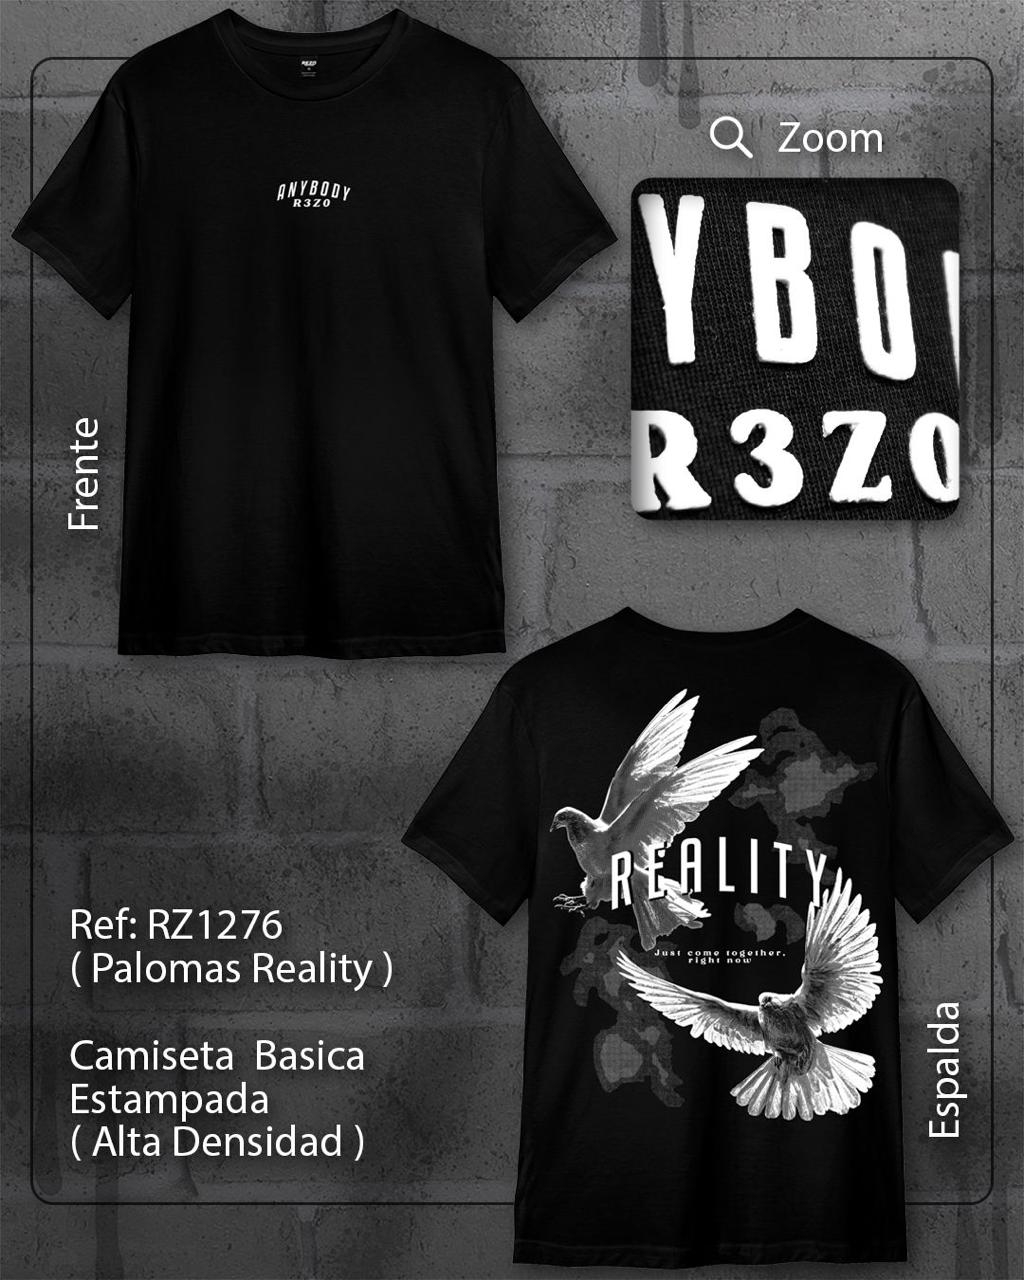 REZO
ANYBODY
R3Z0
Zoom
YBO
R3Z0
Frente
REALITY
Just come together,
right now
Ref: RZ1276
( Palomas Reality )
Camiseta Basica
Estampada
( Alta Densidad )
Espalda